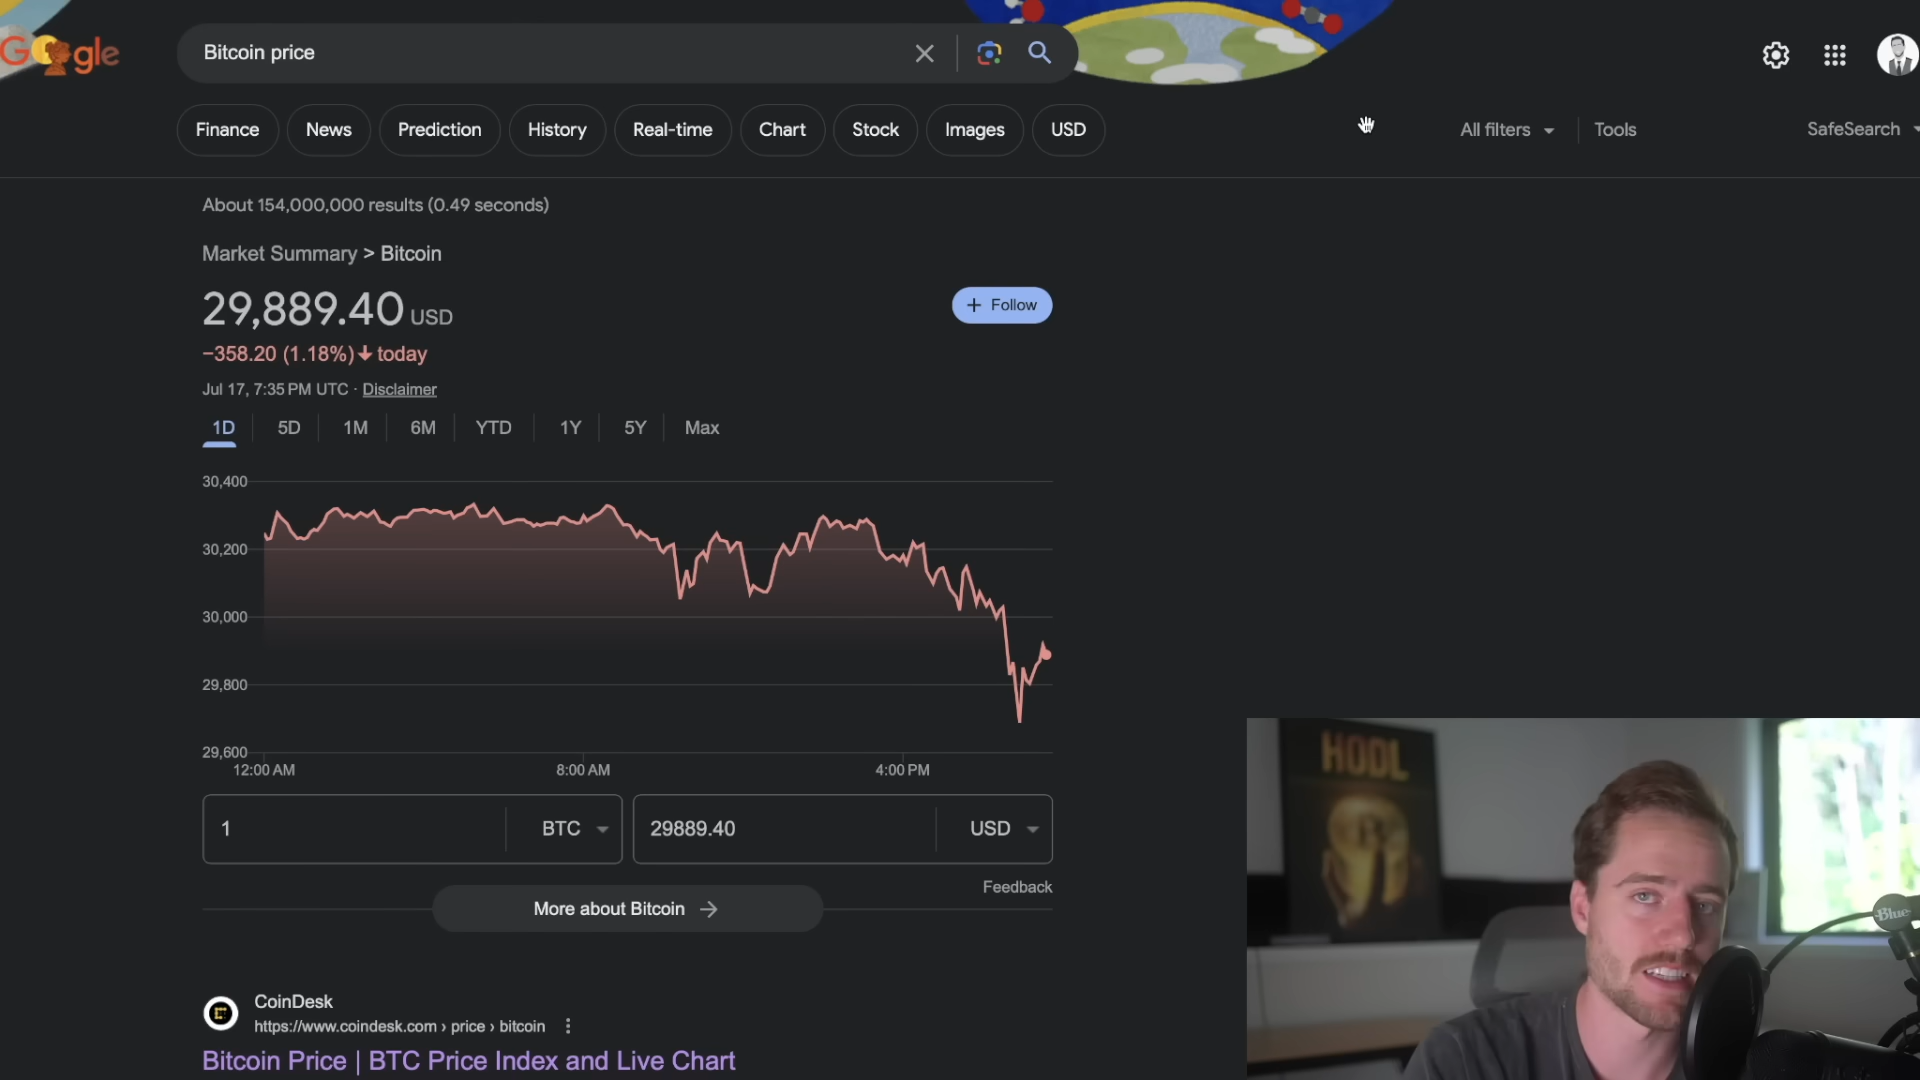 Google
Bitcoin price
Finance
News
Prediction
History
Real-time
Chart
Stock
Images
USD
All filters
Tools
SafeSearch
About 154,000,000 results (0.49 seconds)
Market Summary > Bitcoin
29,889.40 USD
+ Follow
−358.20 (1.18%) today
Jul 17, 7:35 PM UTC · Disclaimer
1D
5D
1M
6M
YTD
1Y
5Y
Max
30,400
30,200
30,000
29,800
29,600
12:00 AM
8:00 AM
4:00 PM
1
BTC
29889.40
USD
Feedback
More about Bitcoin
CoinDesk
https://www.coindesk.com › price › bitcoin
Bitcoin Price | BTC Price Index and Live Chart
HODL
Blue